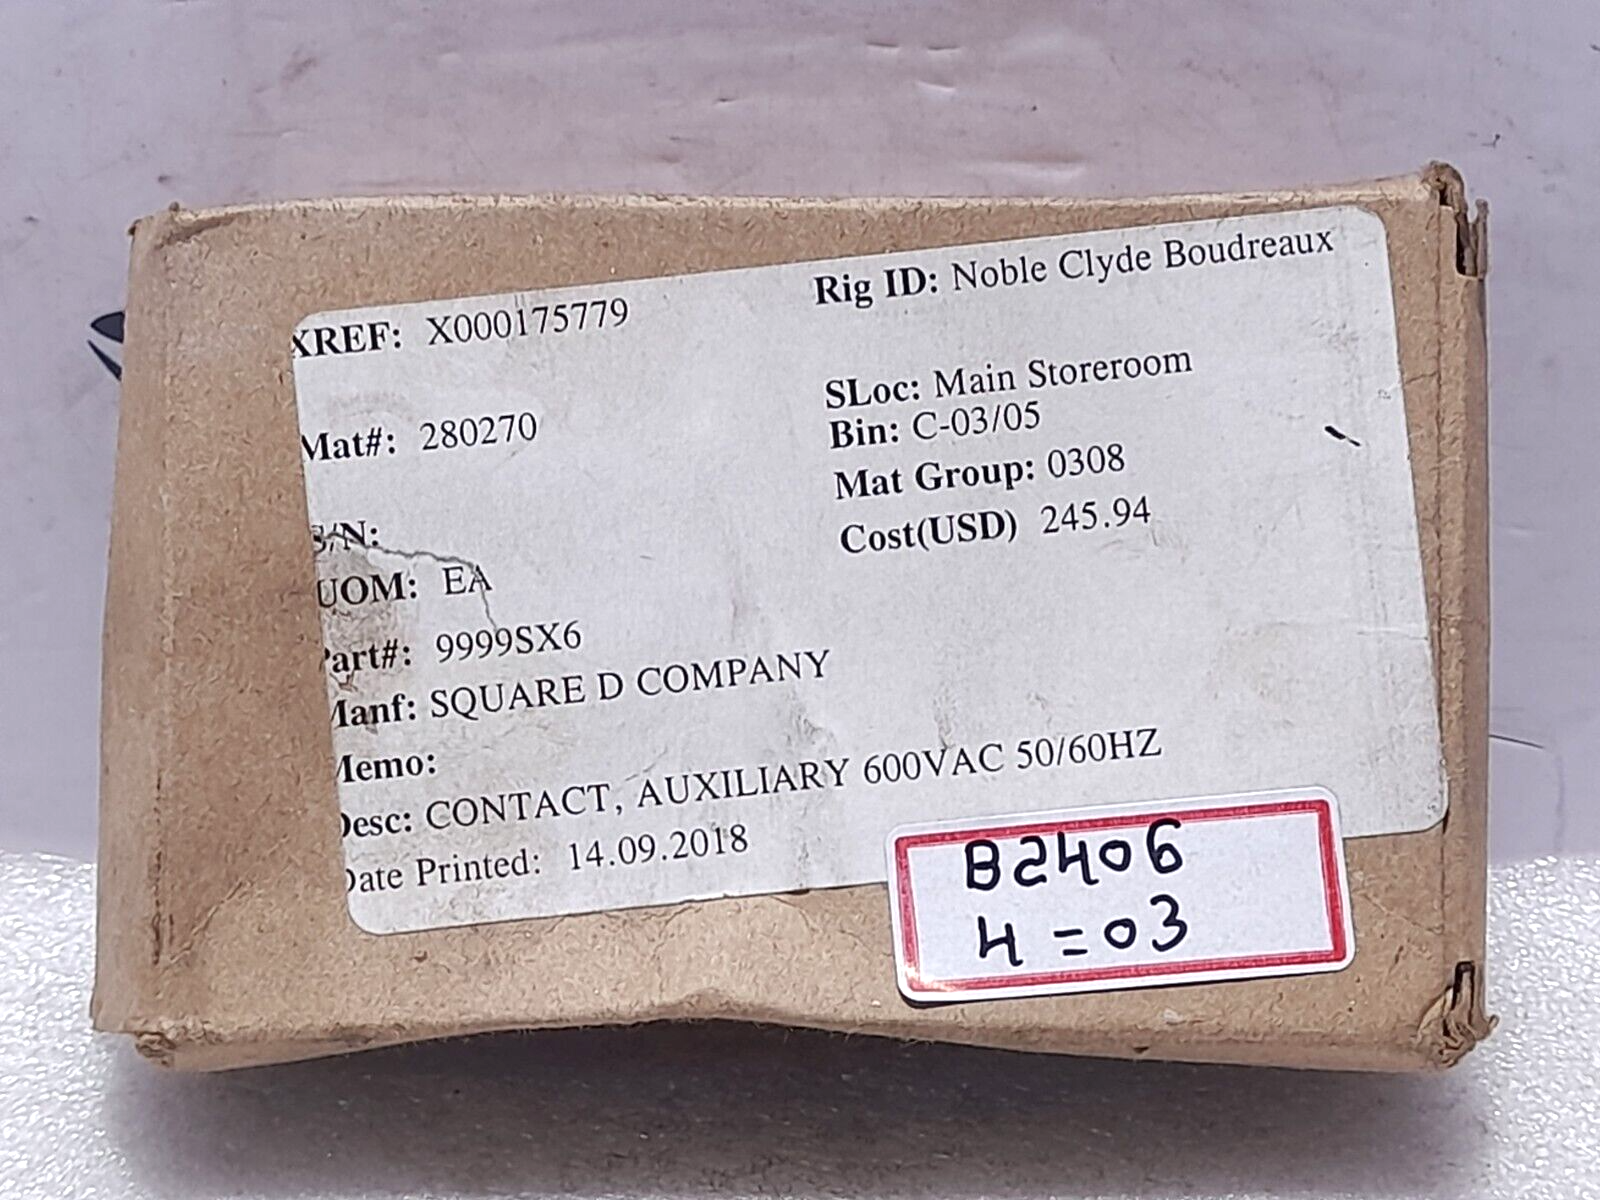 XREF: X000175779
Rig ID: Noble Clyde Boudreaux
Mat#: 280270
SLoc: Main Storeroom
Bin: C-03/05
Mat Group: 0308
Cost(USD) 245.94
S/N:
UOM: EA
Part#: 9999SX6
Manf: SQUARE D COMPANY
Memo:
Desc: CONTACT, AUXILIARY 600VAC 50/60HZ
Date Printed: 14.09.2018
B2406
H = 03